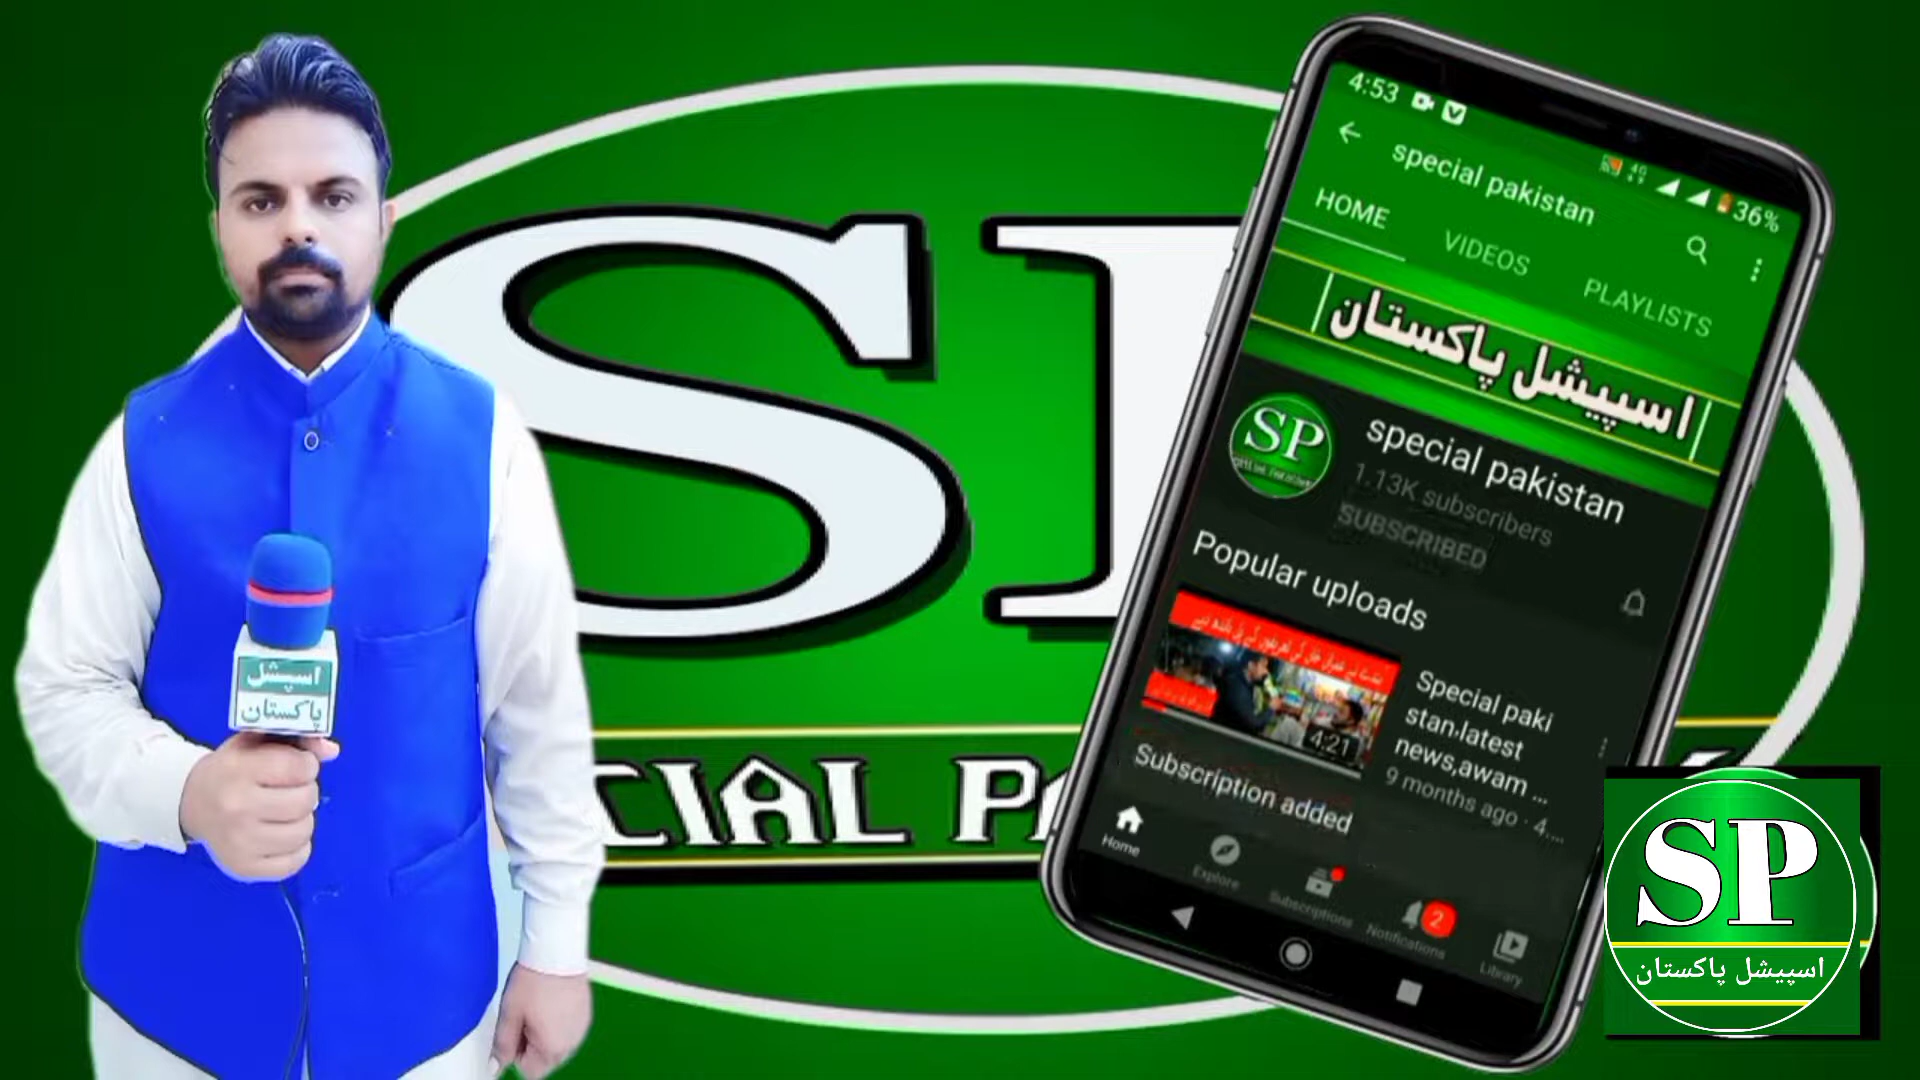 SP
CIAL PA
اسپیشل
پاکستان
4:53
4G
36%
special pakistan
HOME
VIDEOS
PLAYLISTS
اسپیشل پاکستان
SP
special pakistan
1.13K subscribers
SUBSCRIBED
Popular uploads
4:21
Special paki
stan-latest
news,awam ...
9 months ago · 4....
Subscription added
Home
Explore
Subscriptions
Notifications
2
Library
SP
اسپیشل پاکستان